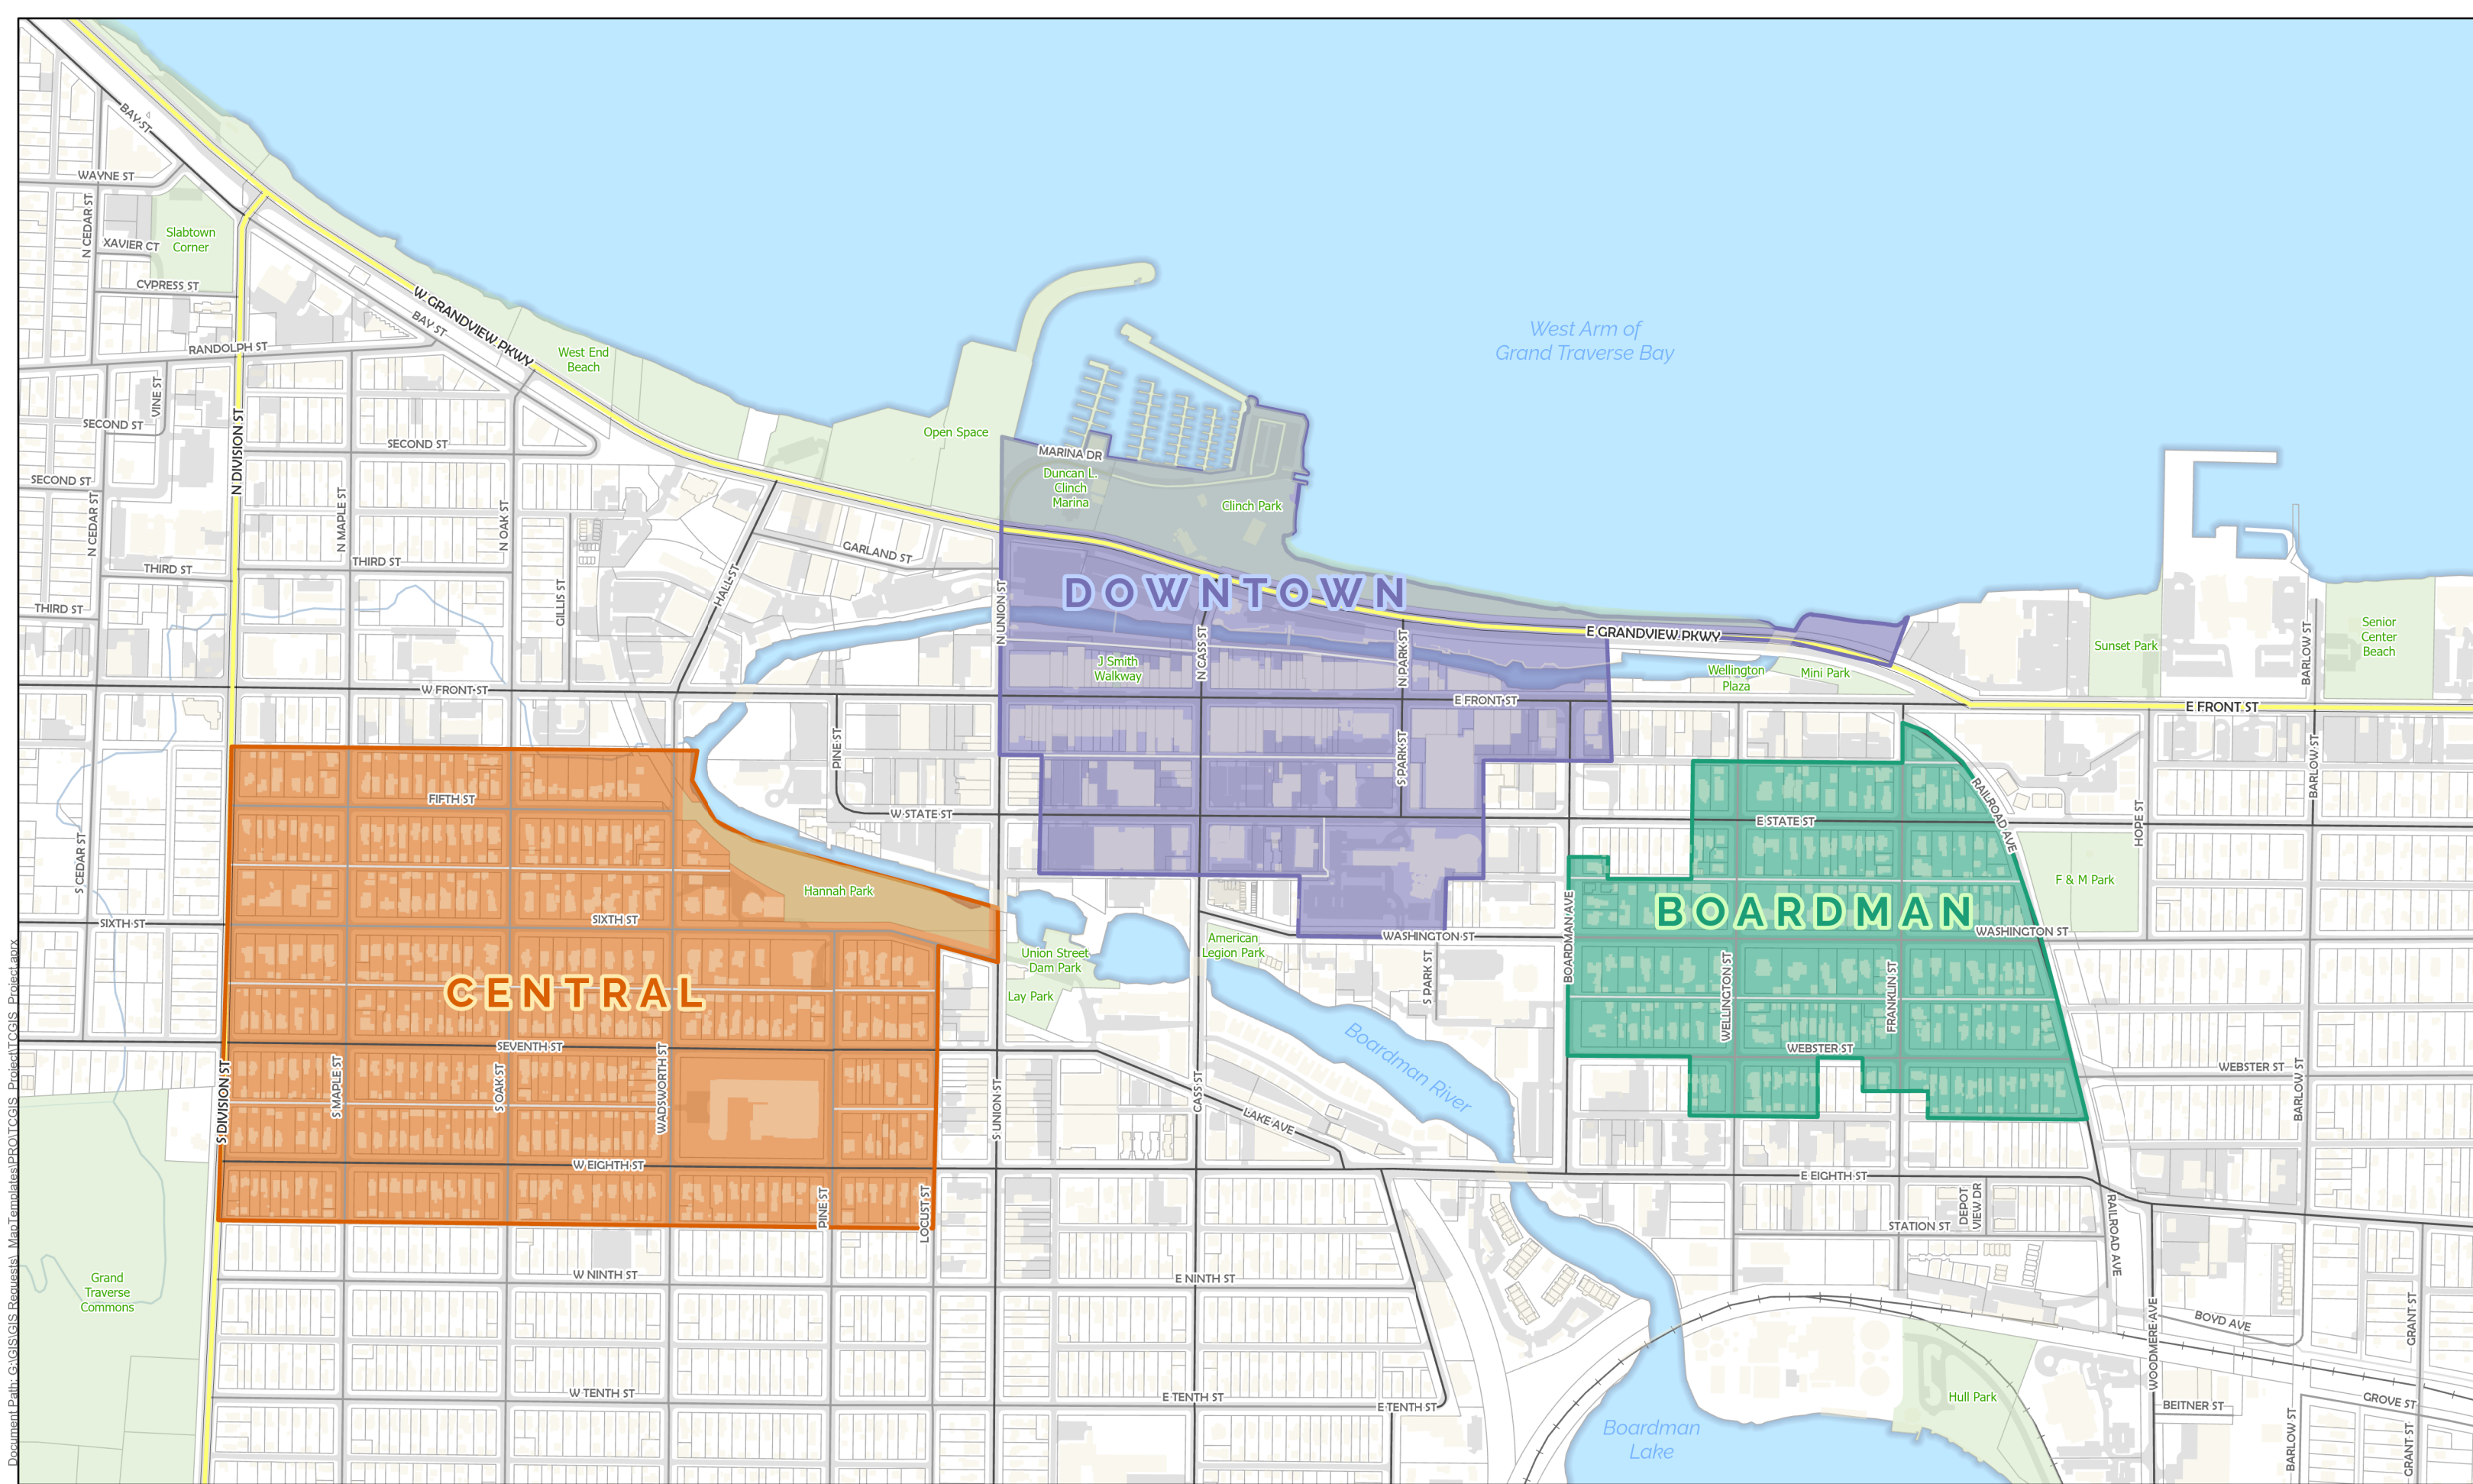 BAY ST
WAYNE ST
N CEDAR ST
XAVIER CT
Slabtown
Corner
CYPRESS ST
W GRANDVIEW PKWY
BAY ST
RANDOLPH ST
West End
Beach
West Arm of
Grand Traverse Bay
VINE ST
N DIVISION ST
SECOND ST
SECOND ST
Open Space
MARINA DR
Duncan L.
Clinch
Marina
Clinch Park
SECOND ST
N CEDAR ST
N MAPLE ST
N OAK ST
GARLAND ST
THIRD ST
THIRD ST
HALL ST
GILLIS ST
THIRD ST
N UNION ST
DOWNTOWN
E GRANDVIEW PKWY
N CASS ST
N PARK ST
J Smith
Walkway
Wellington
Plaza
Mini Park
Sunset Park
BARLOW ST
Senior
Center
Beach
W FRONT ST
E FRONT ST
E FRONT ST
PINE ST
S PARK ST
BARLOW ST
FIFTH ST
W STATE ST
E STATE ST
RAILROAD AVE
HOPE ST
S CEDAR ST
Hannah Park
F & M Park
SIXTH ST
SIXTH ST
BOARDMAN
BOARDMAN AVE
WASHINGTON ST
WASHINGTON ST
American
Legion Park
Union Street
Dam Park
Lay Park
S PARK ST
WELLINGTON ST
FRANKLIN ST
CENTRAL
SEVENTH ST
WEBSTER ST
WEBSTER ST
Boardman River
S DIVISION ST
S MAPLE ST
S OAK ST
WADSWORTH ST
S UNION ST
CASS ST
LAKE AVE
BARLOW ST
W EIGHTH ST
E EIGHTH ST
PINE ST
LOCUST ST
DEPOT
VIEW DR
STATION ST
RAILROAD AVE
Grand
Traverse
Commons
W NINTH ST
E NINTH ST
WOODMERE AVE
BOYD AVE
GRANT ST
W TENTH ST
E TENTH ST
E TENTH ST
Hull Park
BEITNER ST
GROVE ST
Boardman
Lake
BARLOW ST
GRANT ST
Document Path: G:\GIS\GIS Requests\_MapTemplates\PRO\TCGIS_Project\TCGIS_Project.aprx